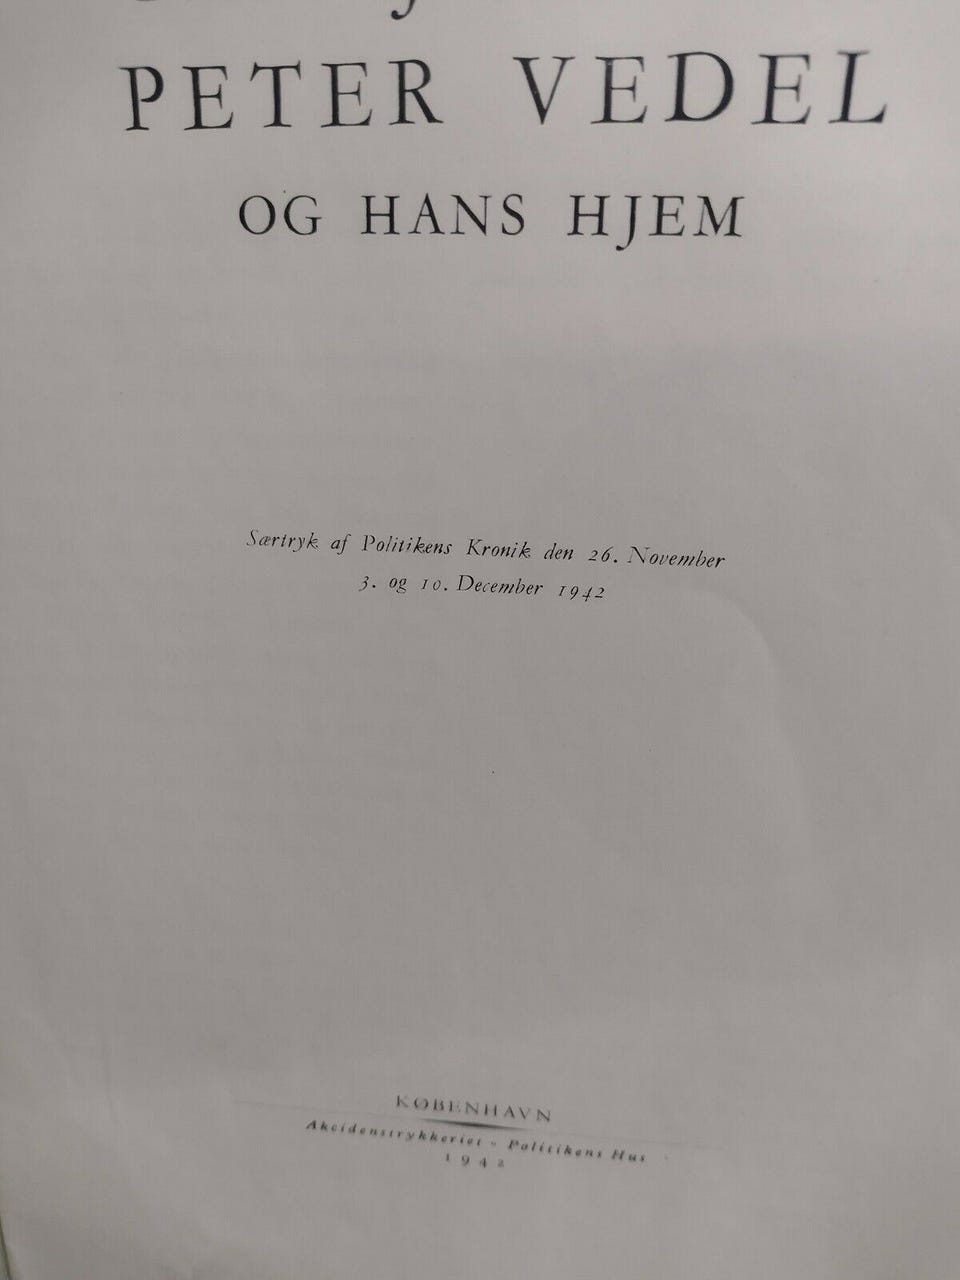 PETER VEDEL
OG HANS HJEM
Særtryk af Politikens Kronik den 26. November
3. og 10. December 1942
KØBENHAVN
Akcidenstrykkeriet - Politikens Hus
1942